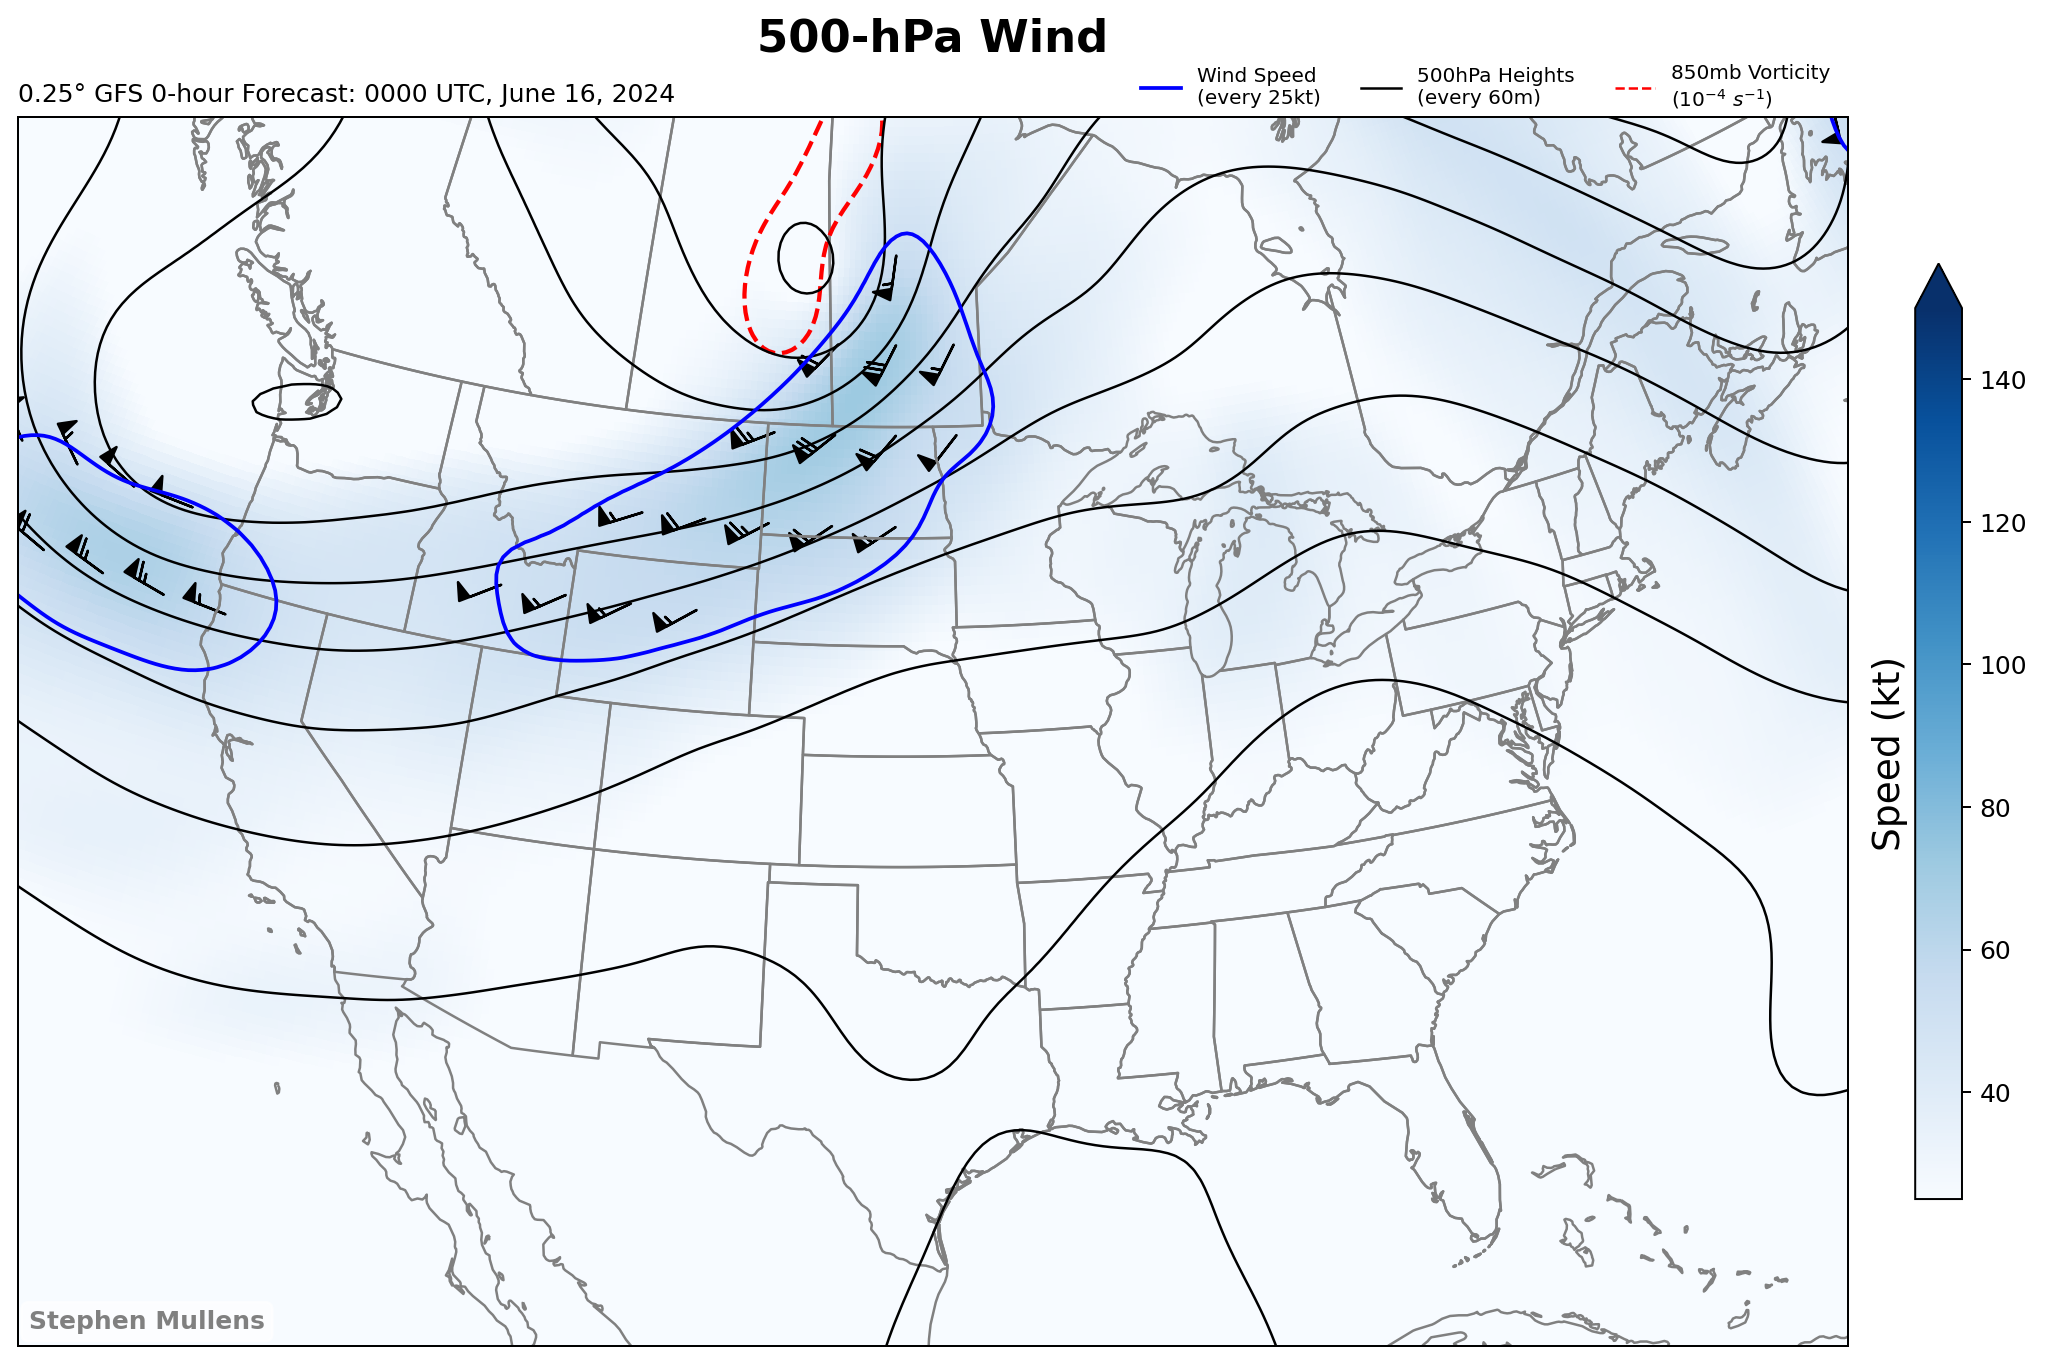 500-hPa Wind
0.25° GFS 0-hour Forecast: 0000 UTC, June 16, 2024
Wind Speed
(every 25kt)
500hPa Heights
(every 60m)
850mb Vorticity
(10⁻⁴ s⁻¹)
140
120
100
80
60
40
Speed (kt)
Stephen Mullens